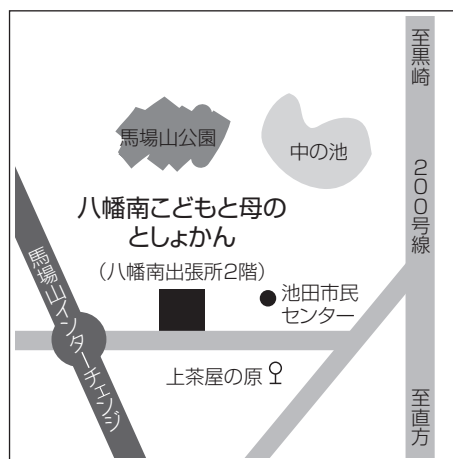 至黒崎
馬場山公園
中の池
200号線
八幡南こどもと母の
としょかん
(八幡南出張所2階)
馬場山インターチェンジ
池田市民
センター
上茶屋の原
至直方